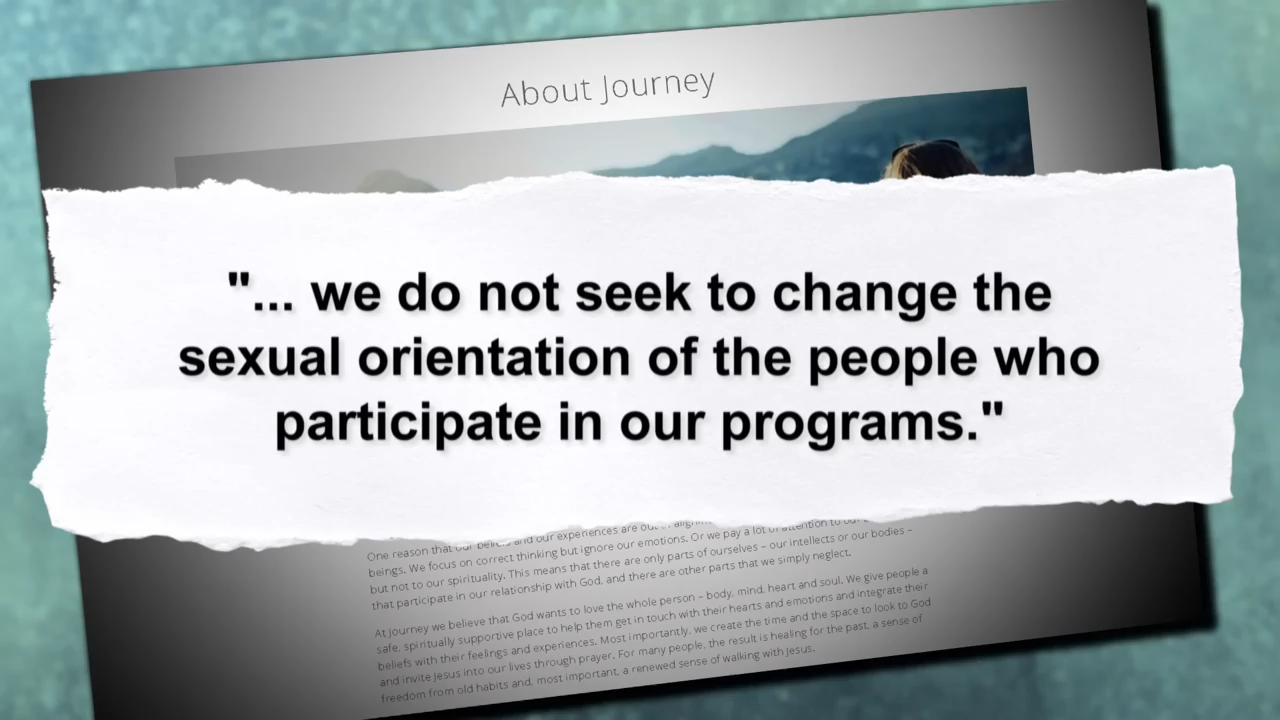 About Journey
"... we do not seek to change the
sexual orientation of the people who
participate in our programs."
One reason that our beliefs and our experiences are out of alignm
beings. We focus on correct thinking but ignore our emotions. Or we pay a lot of attention to our
but not to our spirituality. This means that there are only parts of ourselves – our intellects or our bodies –
that participate in our relationship with God, and there are other parts that we simply neglect.
At Journey we believe that God wants to love the whole person – body, mind, heart and soul. We give people a
safe, spiritually supportive place to help them get in touch with their hearts and emotions and integrate their
beliefs with their feelings and experiences. Most importantly, we create the time and the space to look to God
and invite Jesus into our lives through prayer. For many people, the result is healing for the past, a sense of
freedom from old habits and, most important, a renewed sense of walking with Jesus.